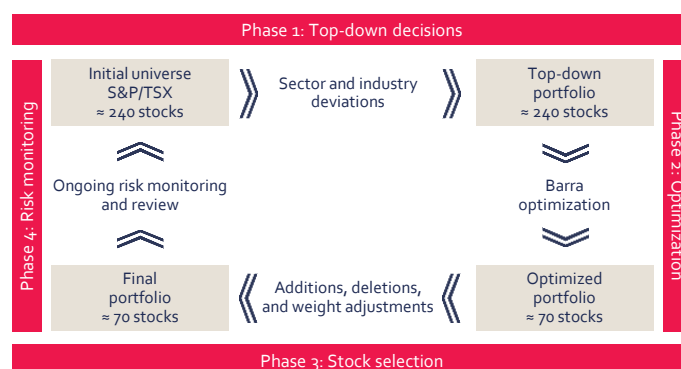 Phase 1: Top-down decisions
Initial universe
S&P/TSX
≈ 240 stocks
Sector and industry
deviations
Top-down
portfolio
≈ 240 stocks
Phase 2: Optimization
Barra
optimization
Optimized
portfolio
≈ 70 stocks
Phase 3: Stock selection
Additions, deletions,
and weight adjustments
Final
portfolio
≈ 70 stocks
Phase 4: Risk monitoring
Ongoing risk monitoring
and review